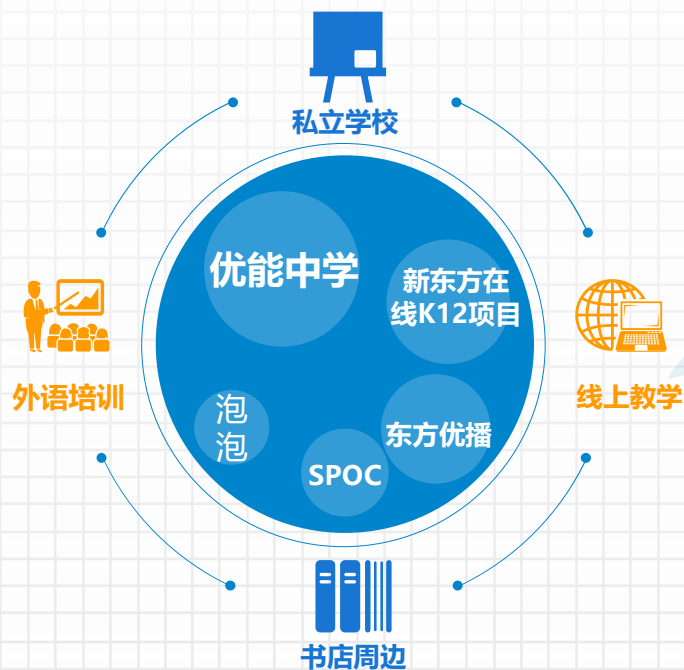 私立学校
优能中学
新东方在
线K12项目
外语培训
线上教学
泡
泡
东方优播
SPOC
书店周边